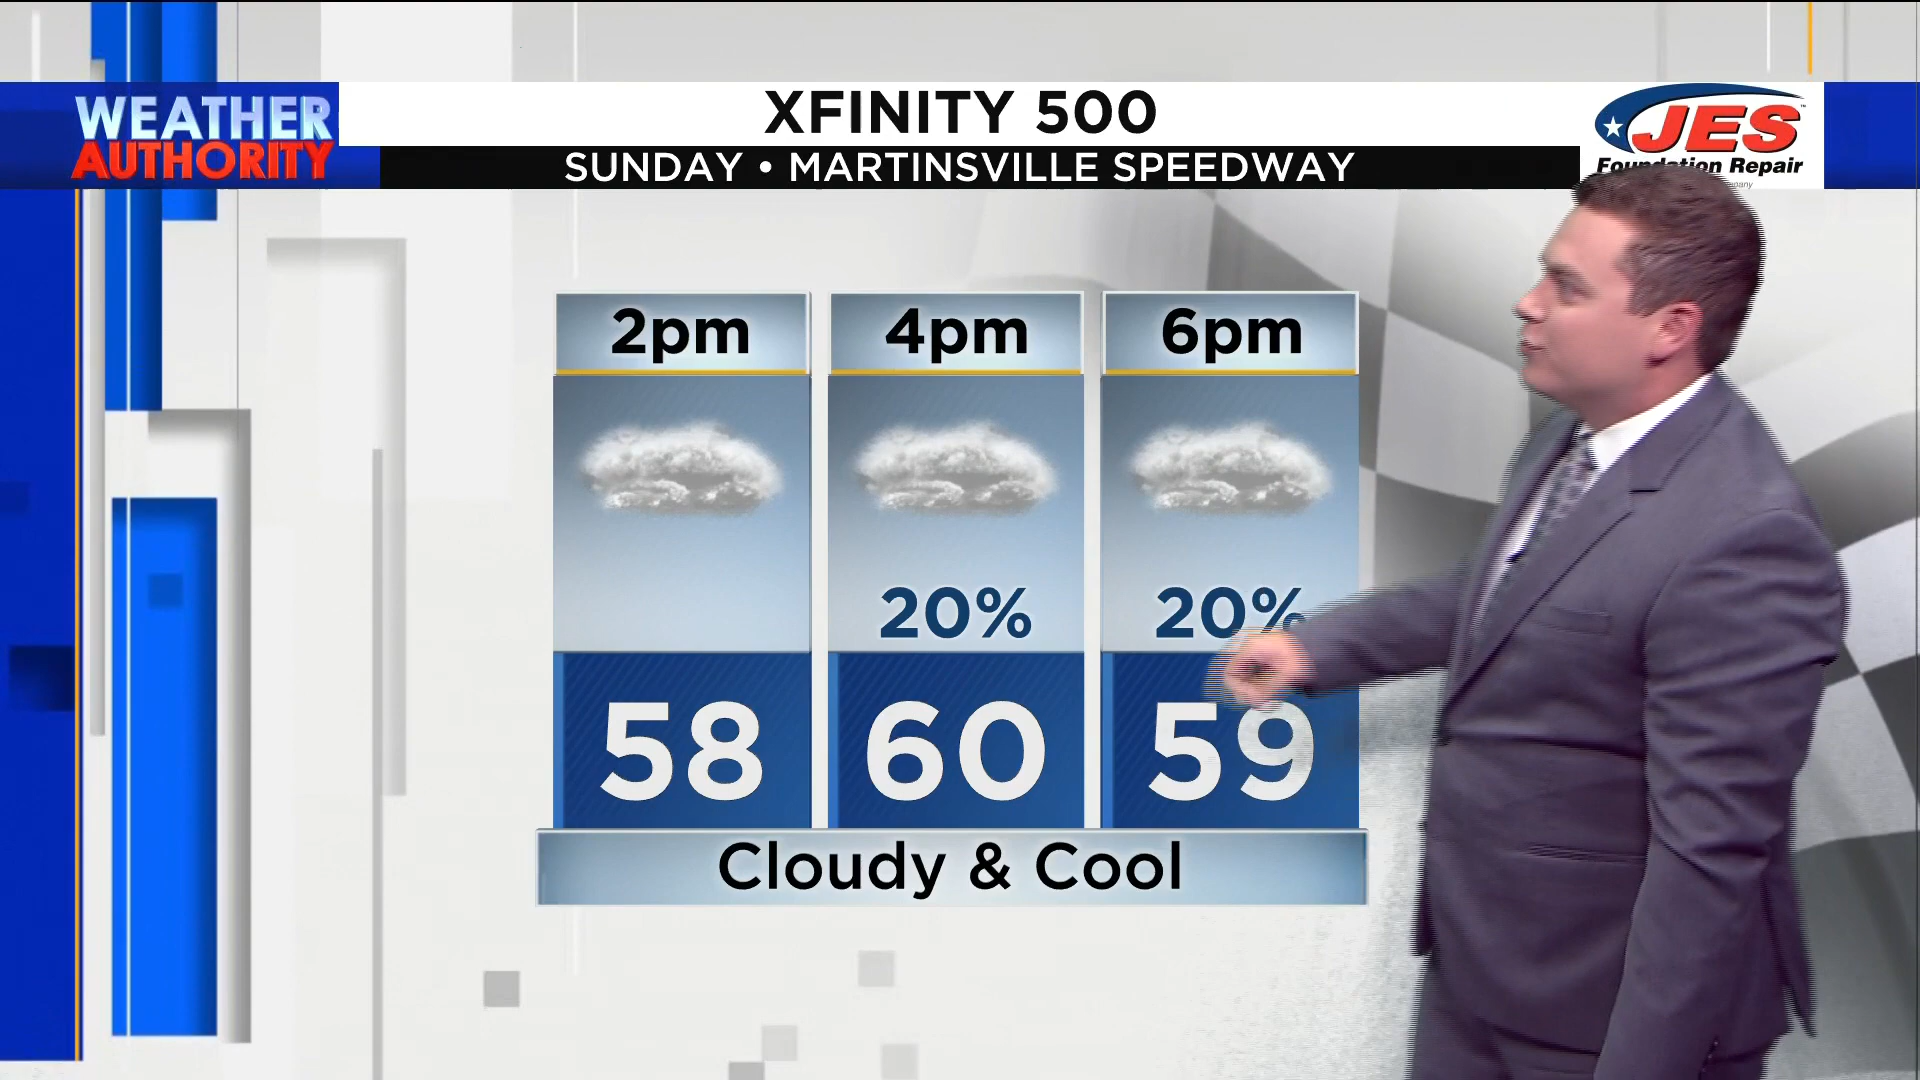 WEATHER
AUTHORITY
XFINITY 500
SUNDAY • MARTINSVILLE SPEEDWAY
JES
Foundation Repair
2pm
4pm
6pm
20%
20%
58
60
59
Cloudy & Cool